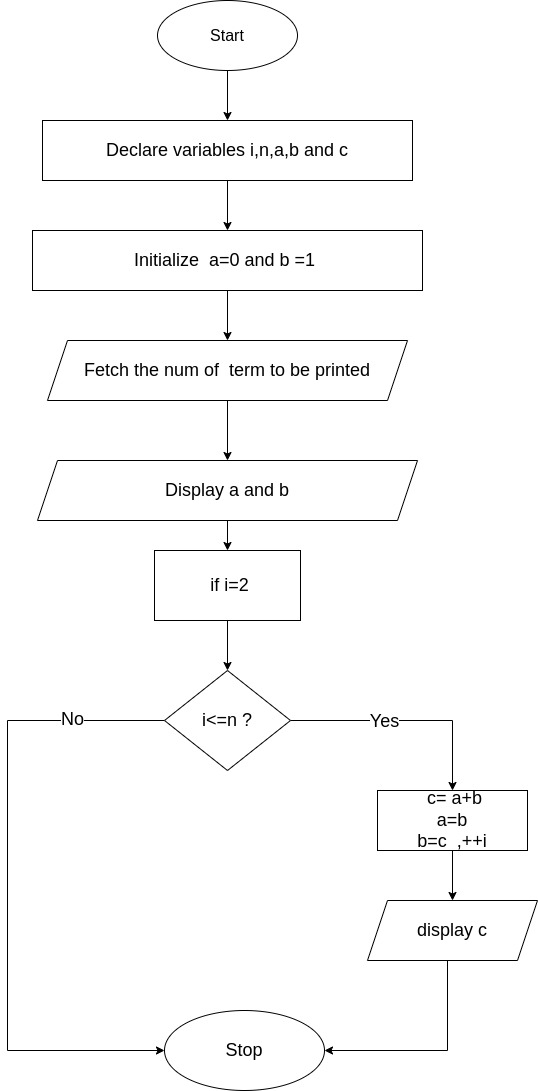 Start
Declare variables i,n,a,b and c
Initialize  a=0 and b =1
Fetch the num of  term to be printed
Display a and b
if i=2
i<=n ?
No
Yes
c= a+b
a=b
b=c  ,++i
display c
Stop